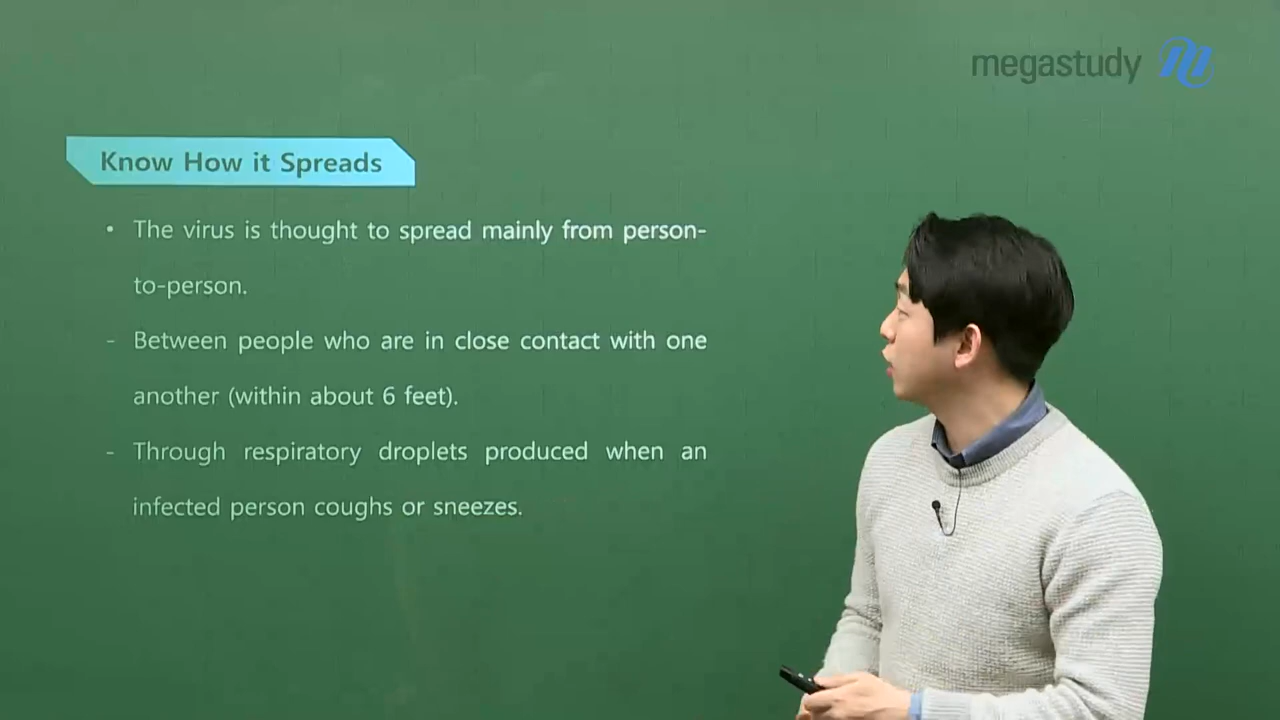 megastudy
Know How it Spreads
• The virus is thought to spread mainly from person-
to-person.
- Between people who are in close contact with one
another (within about 6 feet).
- Through respiratory droplets produced when an
infected person coughs or sneezes.